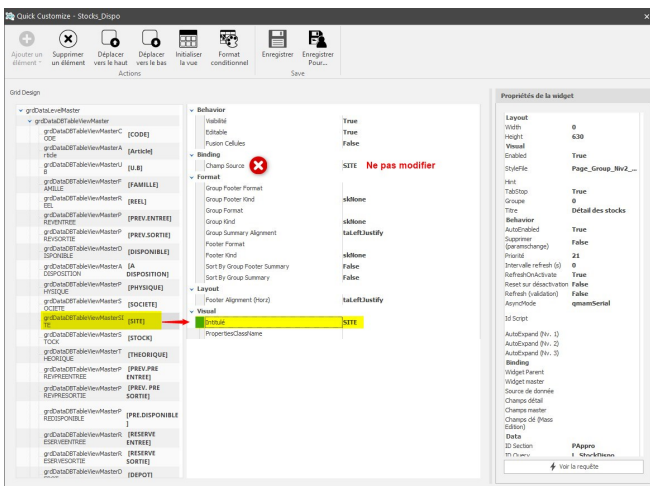 Quick Customize - Stocks_Dispo
Ajouter un élément
Supprimer un élément
Déplacer vers le haut
Déplacer vers le bas
Initialiser la vue
Format conditionnel
Enregistrer
Enregistrer Pour...
Actions
Save
Grid Design
grdDataLevelMaster
grdDataDBTableViewMaster
grdDataDBTableViewMasterCODE [CODE]
grdDataDBTableViewMasterArticle [Article]
grdDataDBTableViewMasterUB [U.B]
grdDataDBTableViewMasterFAMILLE [FAMILLE]
grdDataDBTableViewMasterREEL [REEL]
grdDataDBTableViewMasterPREVENTREE [PREV.ENTREE]
grdDataDBTableViewMasterPREVSORTIE [PREV.SORTIE]
grdDataDBTableViewMasterDISPONIBLE [DISPONIBLE]
grdDataDBTableViewMasterADISPOSITION [A DISPOSITION]
grdDataDBTableViewMasterPHYSIQUE [PHYSIQUE]
grdDataDBTableViewMasterSOCIETE [SOCIETE]
grdDataDBTableViewMasterSITE [SITE]
grdDataDBTableViewMasterSTOCK [STOCK]
grdDataDBTableViewMasterTHEORIQUE [THEORIQUE]
grdDataDBTableViewMasterPREVPREENTREE [PREV.PRE ENTREE]
grdDataDBTableViewMasterPREVPRESORTIE [PREV. PRE SORTIE]
grdDataDBTableViewMasterPREDISPONIBLE [PRE.DISPONIBLE]
grdDataDBTableViewMasterRESERVEENTREE [RESERVE ENTREE]
grdDataDBTableViewMasterRESERVESORTIE [RESERVE SORTIE]
grdDataDBTableViewMasterD [DEPOT]
Behavior
Visibilité True
Editable True
Fusion Cellules False
Binding
Champ Source SITE Ne pas modifier
Format
Group Footer Format
Group Footer Kind skNone
Group Format
Group Kind skNone
Group Summary Alignment taLeftJustify
Footer Format
Footer Kind skNone
Sort By Group Footer Summary False
Sort By Group Summary False
Layout
Footer Alignment (Horz) taLeftJustify
Visual
Intitulé SITE
PropertiesClassName
Propriétés de la widget
Layout
Width 0
Height 630
Visual
Enabled True
StyleFile Page_Group_Niv2_...
Hint
TabStop True
Groupe 0
Titre Détail des stocks
Behavior
AutoEnabled True
Supprimer (paramschange) False
Priorité 21
Intervalle refresh (s) 0
RefreshOnActivate True
Reset sur désactivation False
Refresh (validation) False
AsyncMode qmamSerial
Id Script
AutoExpand (Nv. 1)
AutoExpand (Nv. 2)
AutoExpand (Nv. 3)
Binding
Widget Parent
Widget master
Source de donnée
Champs détail
Champs master
Champs clé (Mass Edition)
Data
ID Section PAppro
ID Query L_StockDispo
Voir la requête